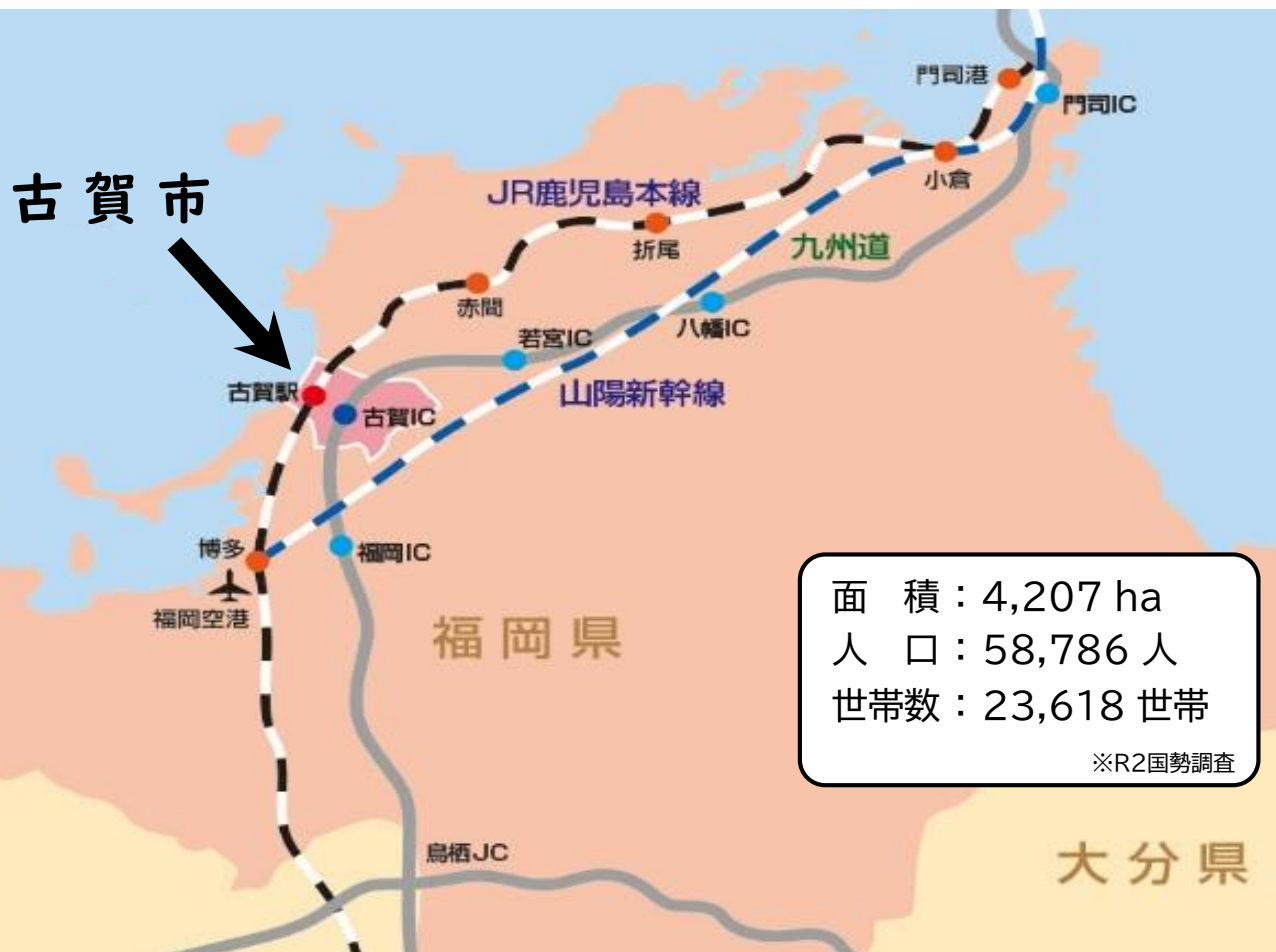 門司港
門司IC
古賀市
JR鹿児島本線
小倉
折尾
九州道
赤間
若宮IC
八幡IC
古賀駅
山陽新幹線
古賀IC
博多
福岡IC
福岡空港
福岡県
面　積：4,207 ha
人　口：58,786 人
世帯数：23,618 世帯
※R2国勢調査
鳥栖JC
大分県